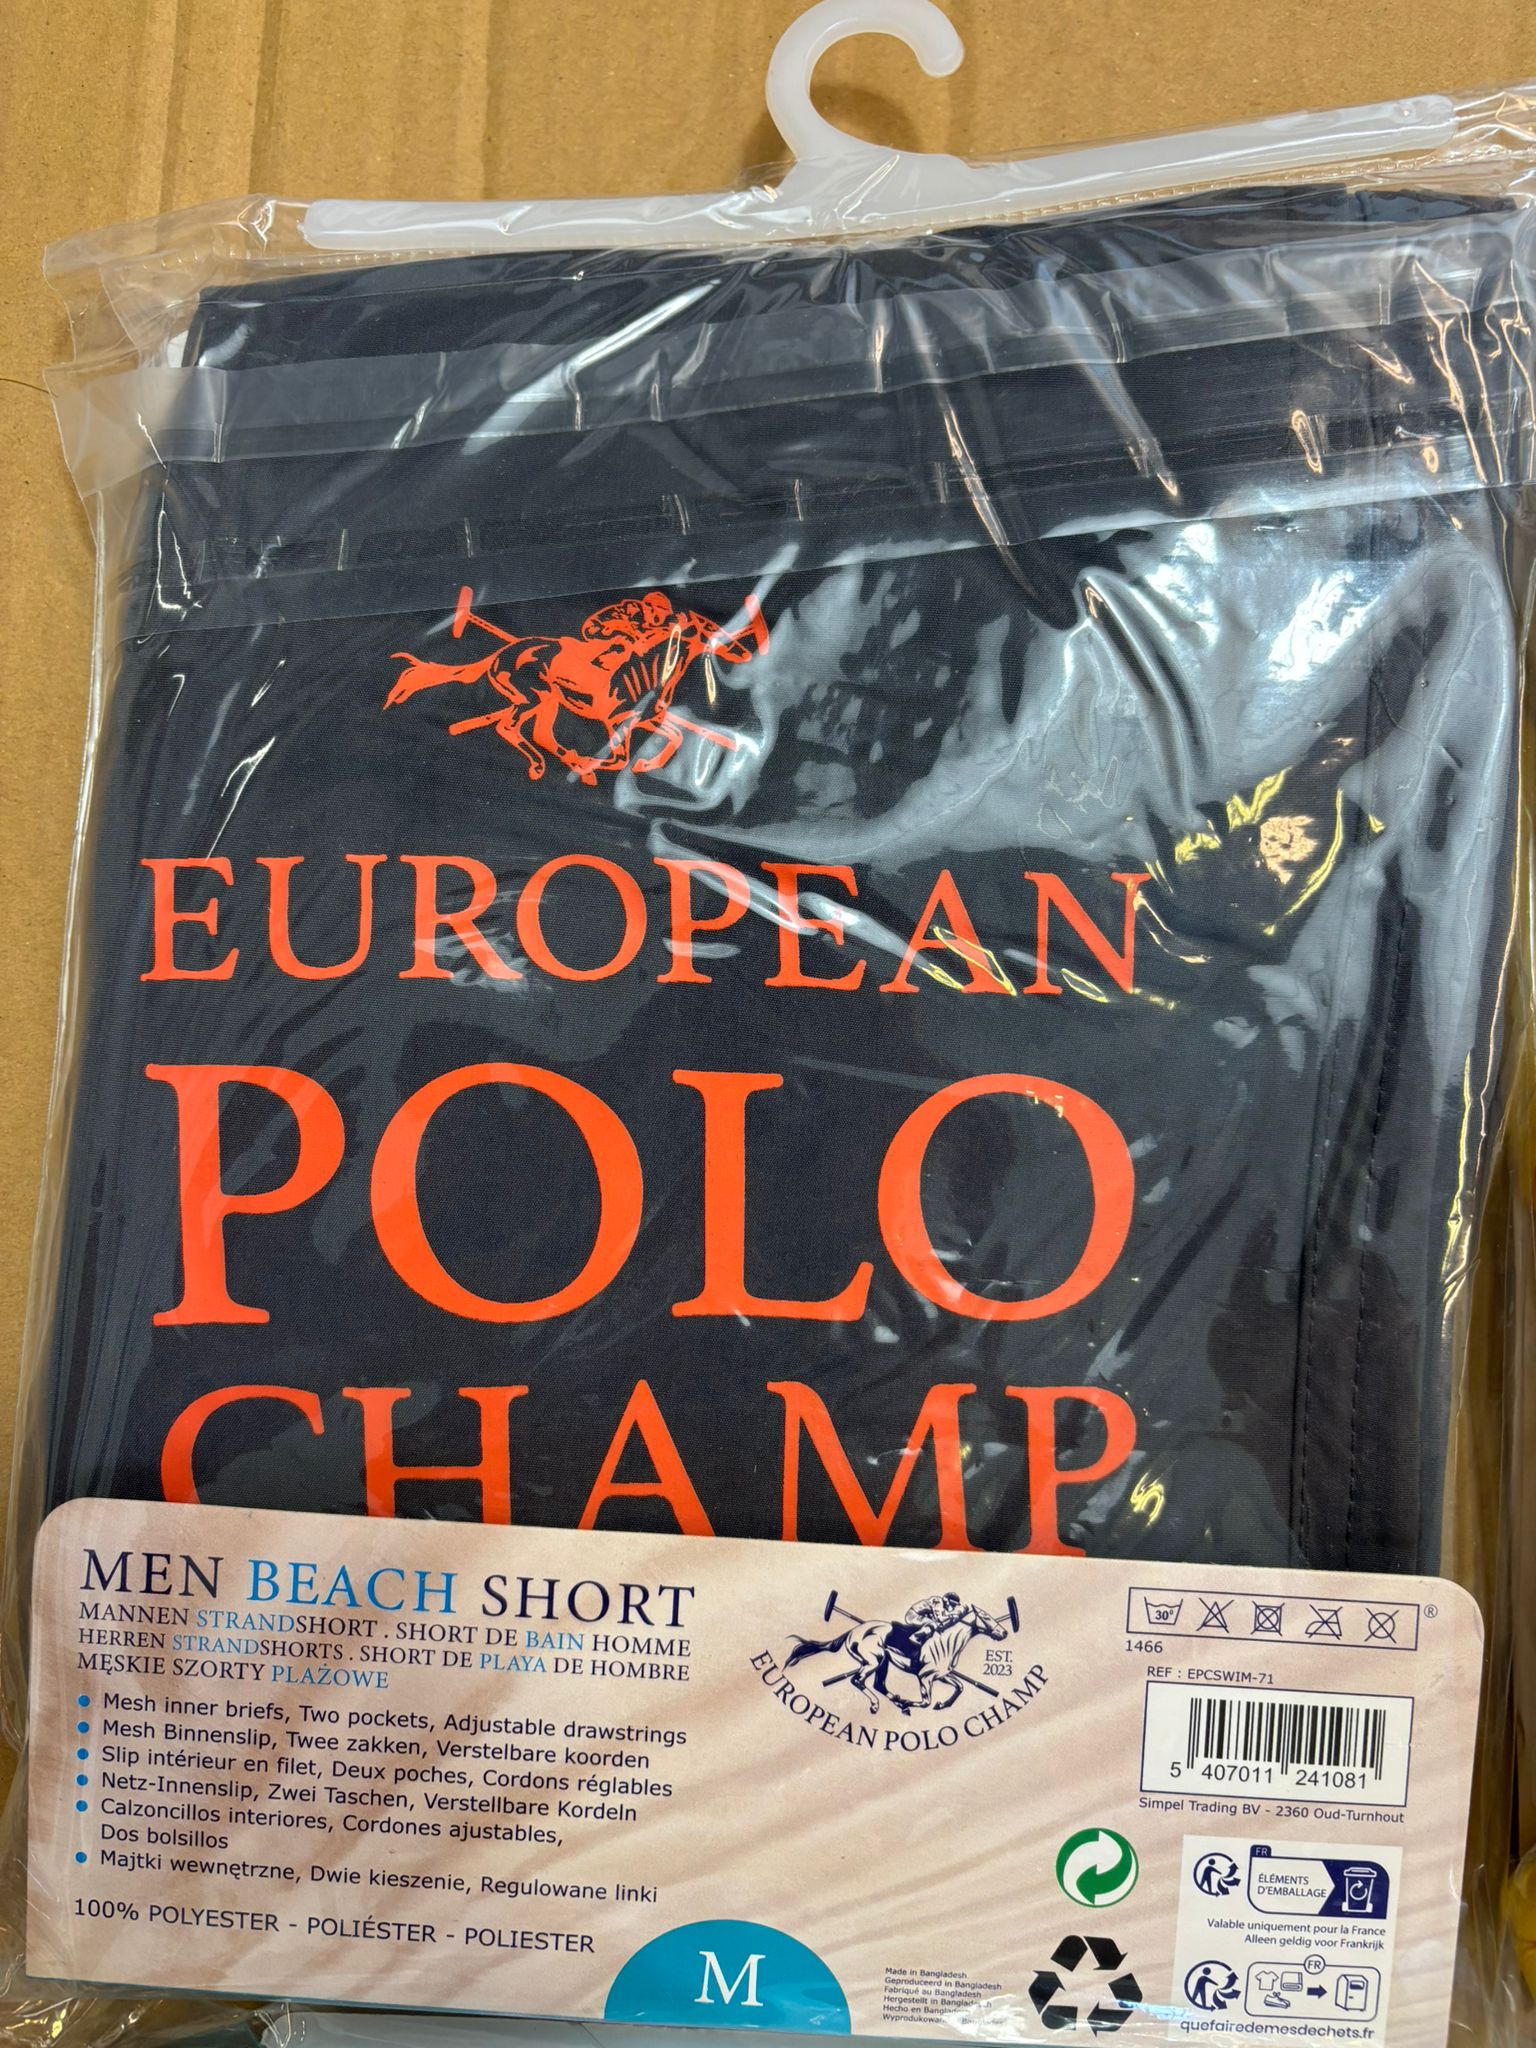 EUROPEAN
POLO
CHAMP
MEN BEACH SHORT
MANNEN STRANDSHORT . SHORT DE BAIN HOMME
HERREN STRANDSHORTS . SHORT DE PLAYA DE HOMBRE
MĘSKIE SZORTY PLAŻOWE
Mesh inner briefs, Two pockets, Adjustable drawstrings
Mesh Binnenslip, Twee zakken, Verstelbare koorden
Slip intérieur en filet, Deux poches, Cordons réglables
Netz-Innenslip, Zwei Taschen, Verstellbare Kordeln
Calzoncillos interiores, Cordones ajustables,
Dos bolsillos
Majtki wewnętrzne, Dwie kieszenie, Regulowane linki
100% POLYESTER - POLIÉSTER - POLIESTER
M
EST.
2023
EUROPEAN POLO CHAMP
30°
®
1466
REF : EPCSWIM-71
5 407011 241081
Simpel Trading BV - 2360 Oud-Turnhout
FR
ÉLÉMENTS
D'EMBALLAGE
Valable uniquement pour la France
Alleen geldig voor Frankrijk
FR
quefairedemesdechets.fr
Made in Bangladesh
Geproduceerd in Bangladesh
Fabriqué au Bangladesh
Hergestellt in Bangladesch
Hecho en Bangladesh